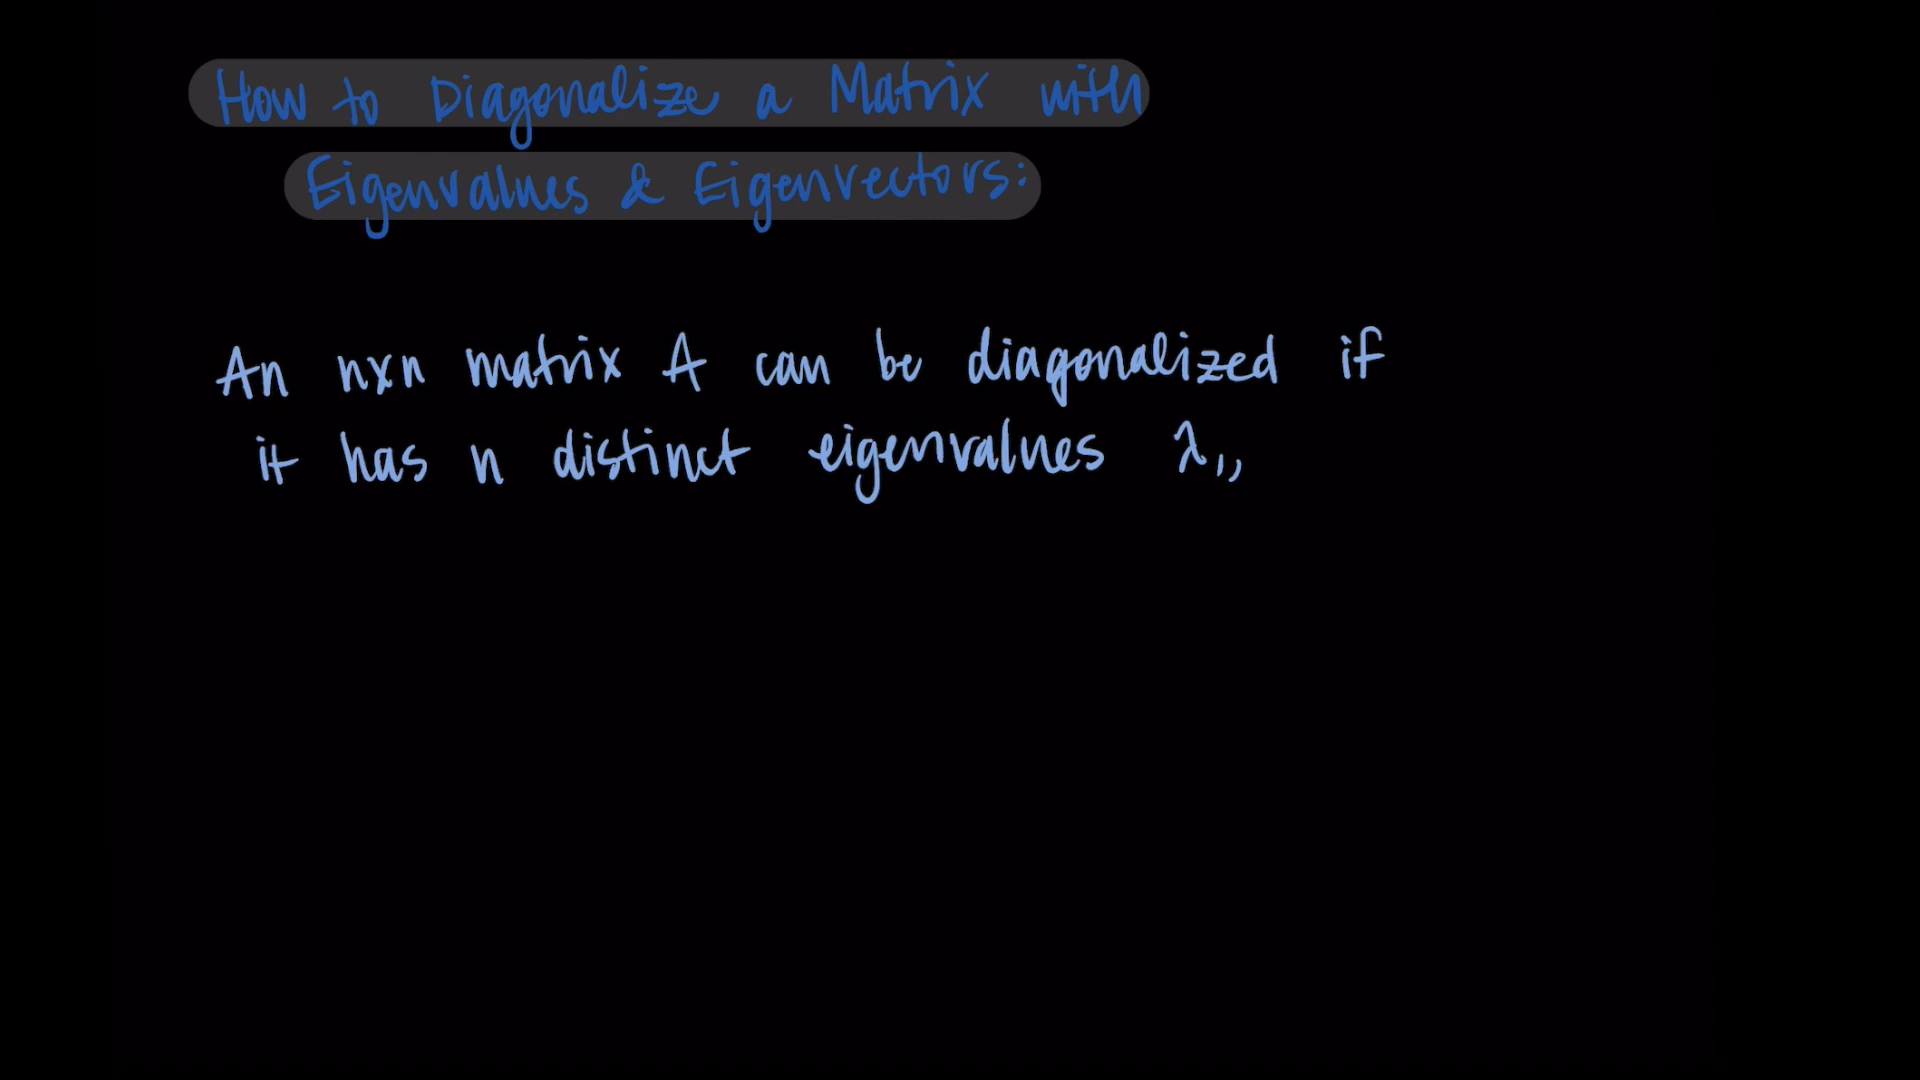 How to Diagonalize a Matrix with
Eigenvalues & Eigenvectors:
An nxn matrix A can be diagonalized if
it has n distinct eigenvalues λ₁,